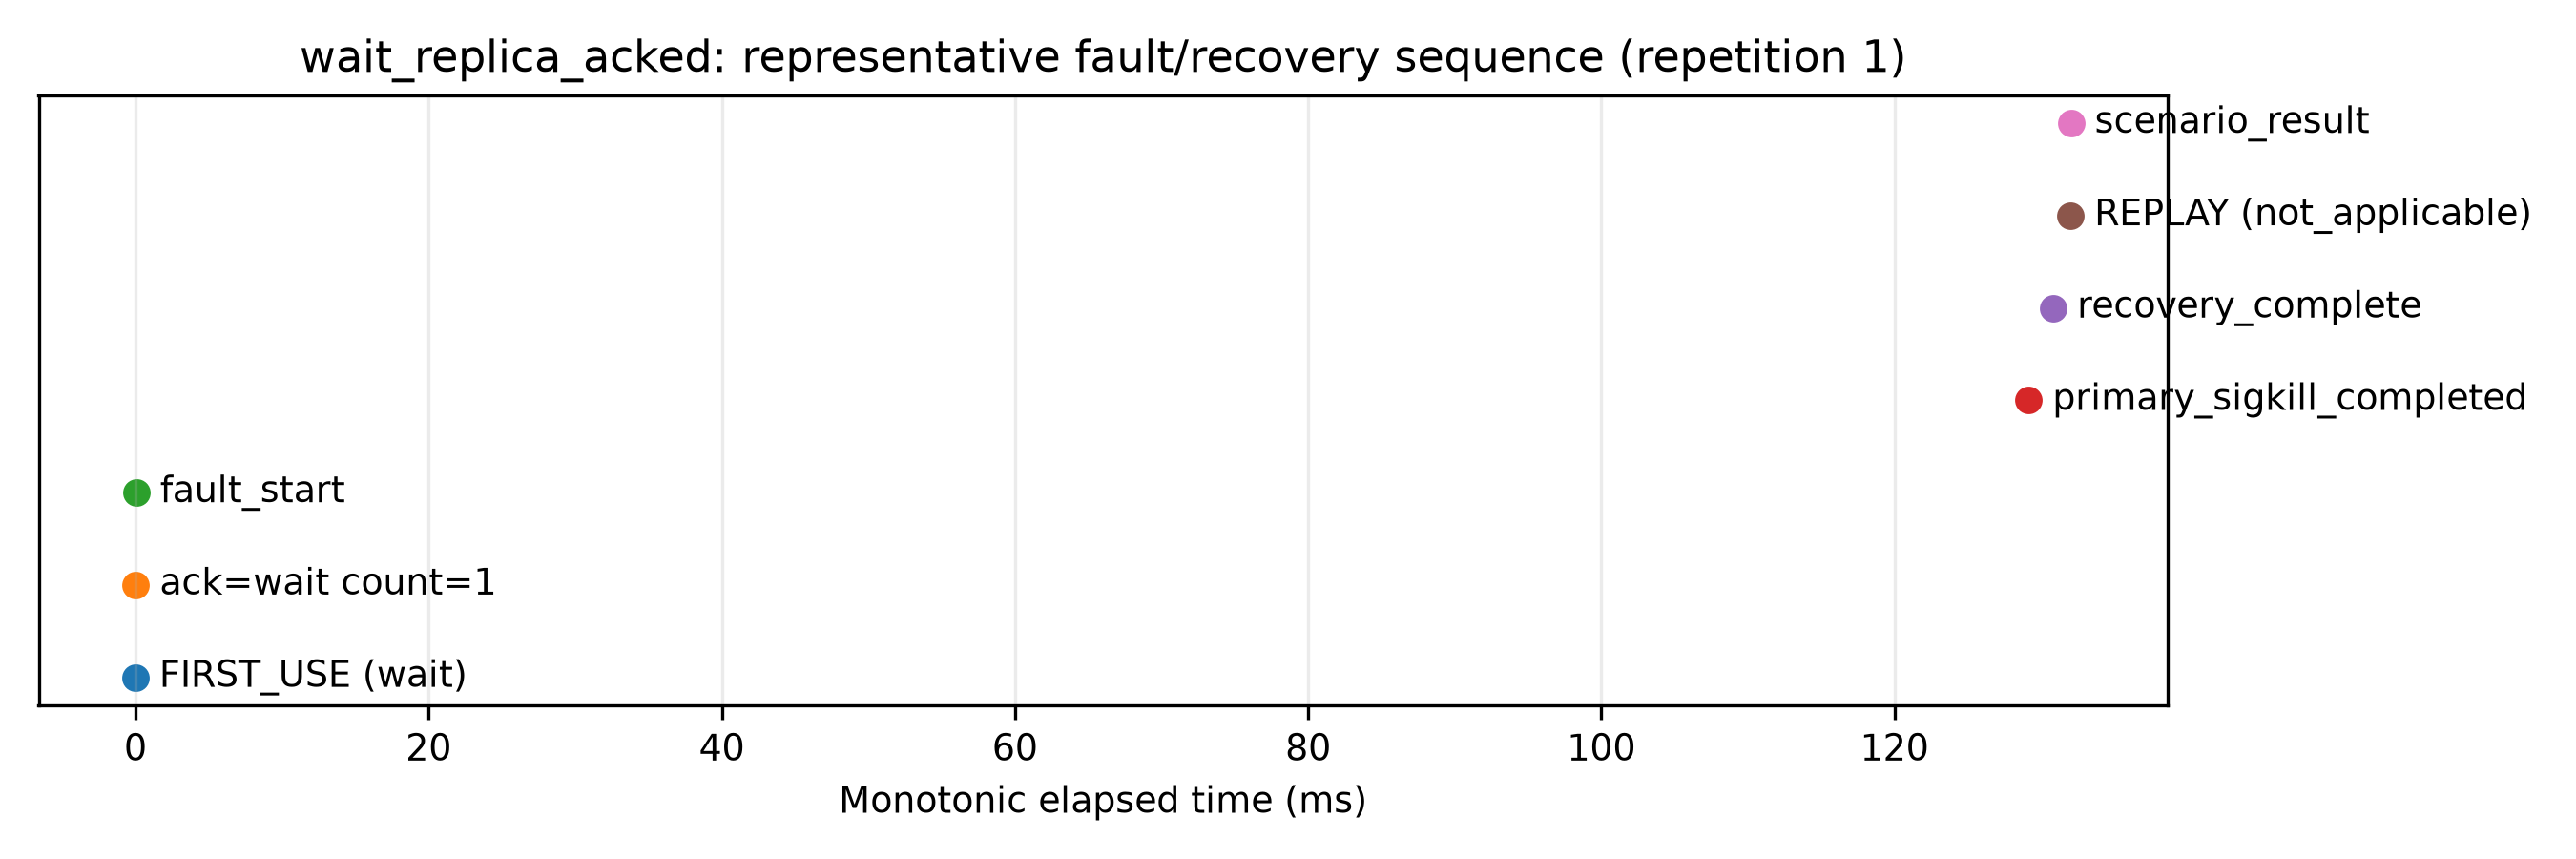 wait_replica_acked: representative fault/recovery sequence (repetition 1)
scenario_result
REPLAY (not_applicable)
recovery_complete
primary_sigkill_completed
fault_start
ack=wait count=1
FIRST_USE (wait)
0 20 40 60 80 100 120
Monotonic elapsed time (ms)